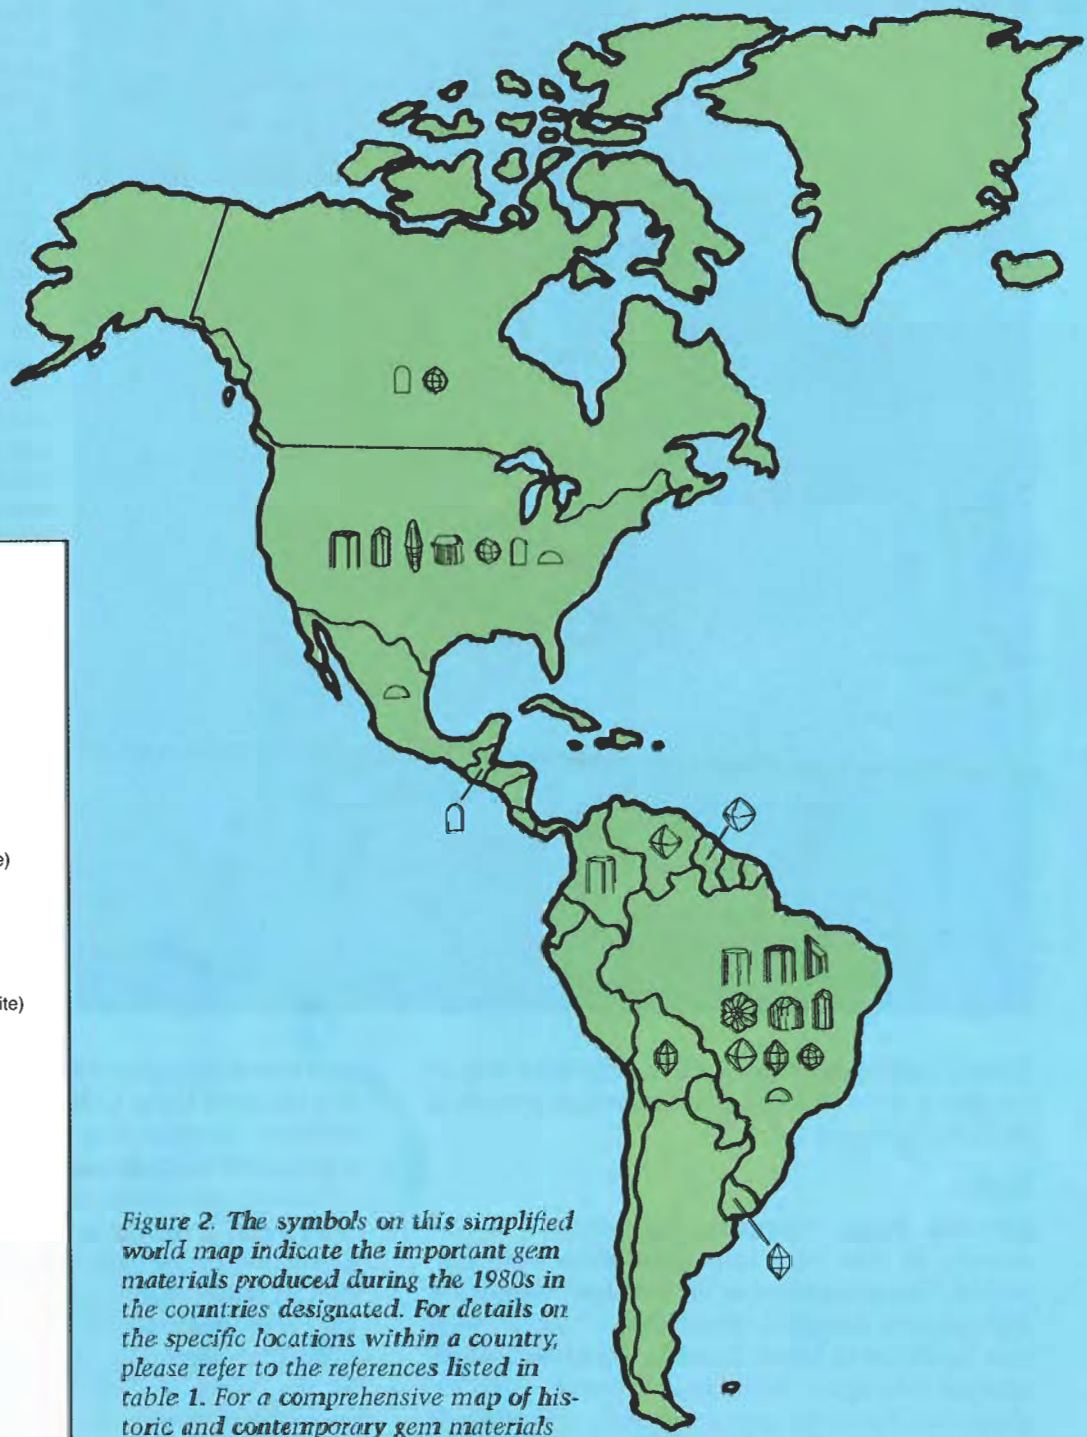 e)
ite)
Figure 2. The symbols on this simplified
world map indicate the important gem
materials produced during the 1980s in
the countries designated. For details on
the specific locations within a country,
please refer to the references listed in
table 1. For a comprehensive map of his-
toric and contemporary gem materials